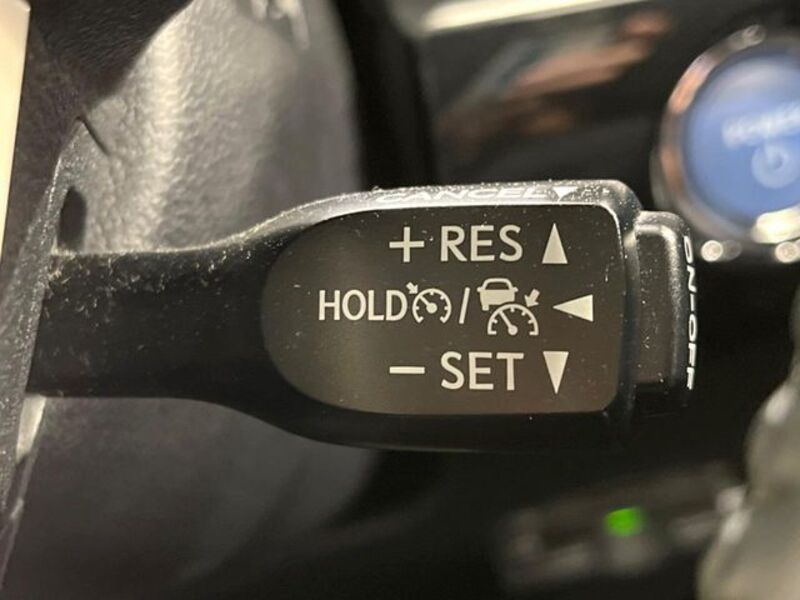 CANCEL
+ RES
HOLD /
− SET
ON-OFF